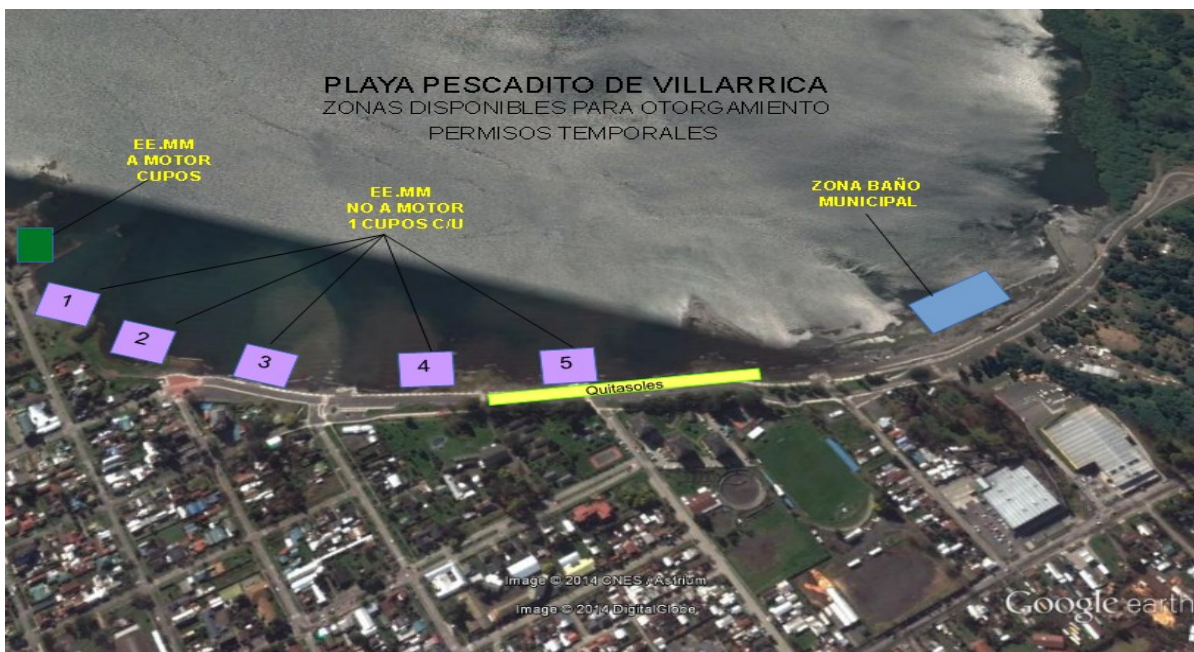 PLAYA PESCADITO DE VILLARRICA
ZONAS DISPONIBLES PARA OTORGAMIENTO
PERMISOS TEMPORALES
EE.MM
A MOTOR
CUPOS
EE.MM
NO A MOTOR
1 CUPOS C/U
ZONA BAÑO
MUNICIPAL
1
2
3
4
5
Quitasoles
Image © 2014 CNES / Astrium
Image © 2014 DigitalGlobe
Google earth